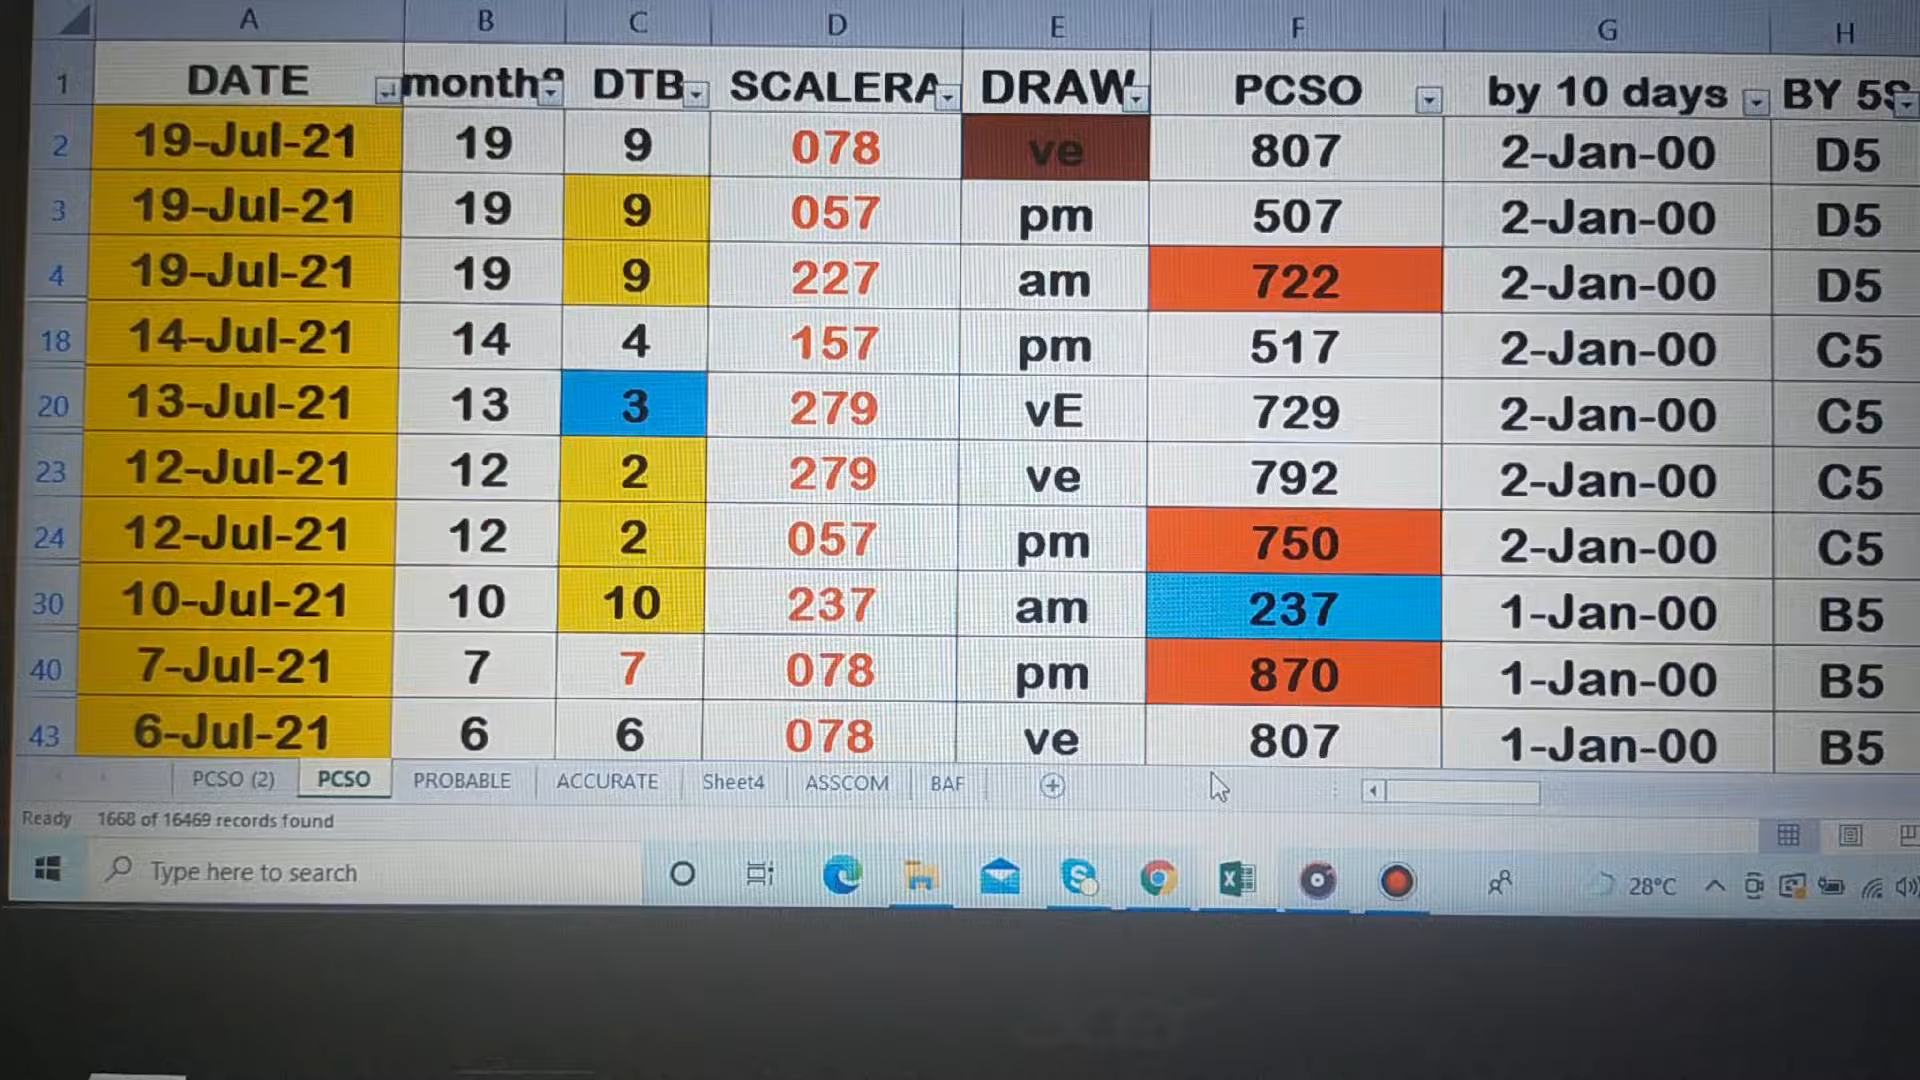 A B C D E F G H
1 DATE month DTB SCALERA DRAW PCSO by 10 days BY 5
2 19-Jul-21 19 9 078 ve 807 2-Jan-00 D5
3 19-Jul-21 19 9 057 pm 507 2-Jan-00 D5
4 19-Jul-21 19 9 227 am 722 2-Jan-00 D5
18 14-Jul-21 14 4 157 pm 517 2-Jan-00 C5
20 13-Jul-21 13 3 279 vE 729 2-Jan-00 C5
23 12-Jul-21 12 2 279 ve 792 2-Jan-00 C5
24 12-Jul-21 12 2 057 pm 750 2-Jan-00 C5
30 10-Jul-21 10 10 237 am 237 1-Jan-00 B5
40 7-Jul-21 7 7 078 pm 870 1-Jan-00 B5
43 6-Jul-21 6 6 078 ve 807 1-Jan-00 B5
PCSO (2) PCSO PROBABLE ACCURATE Sheet4 ASSCOM BAF
Ready 1668 of 16469 records found
Type here to search 28°C
acer